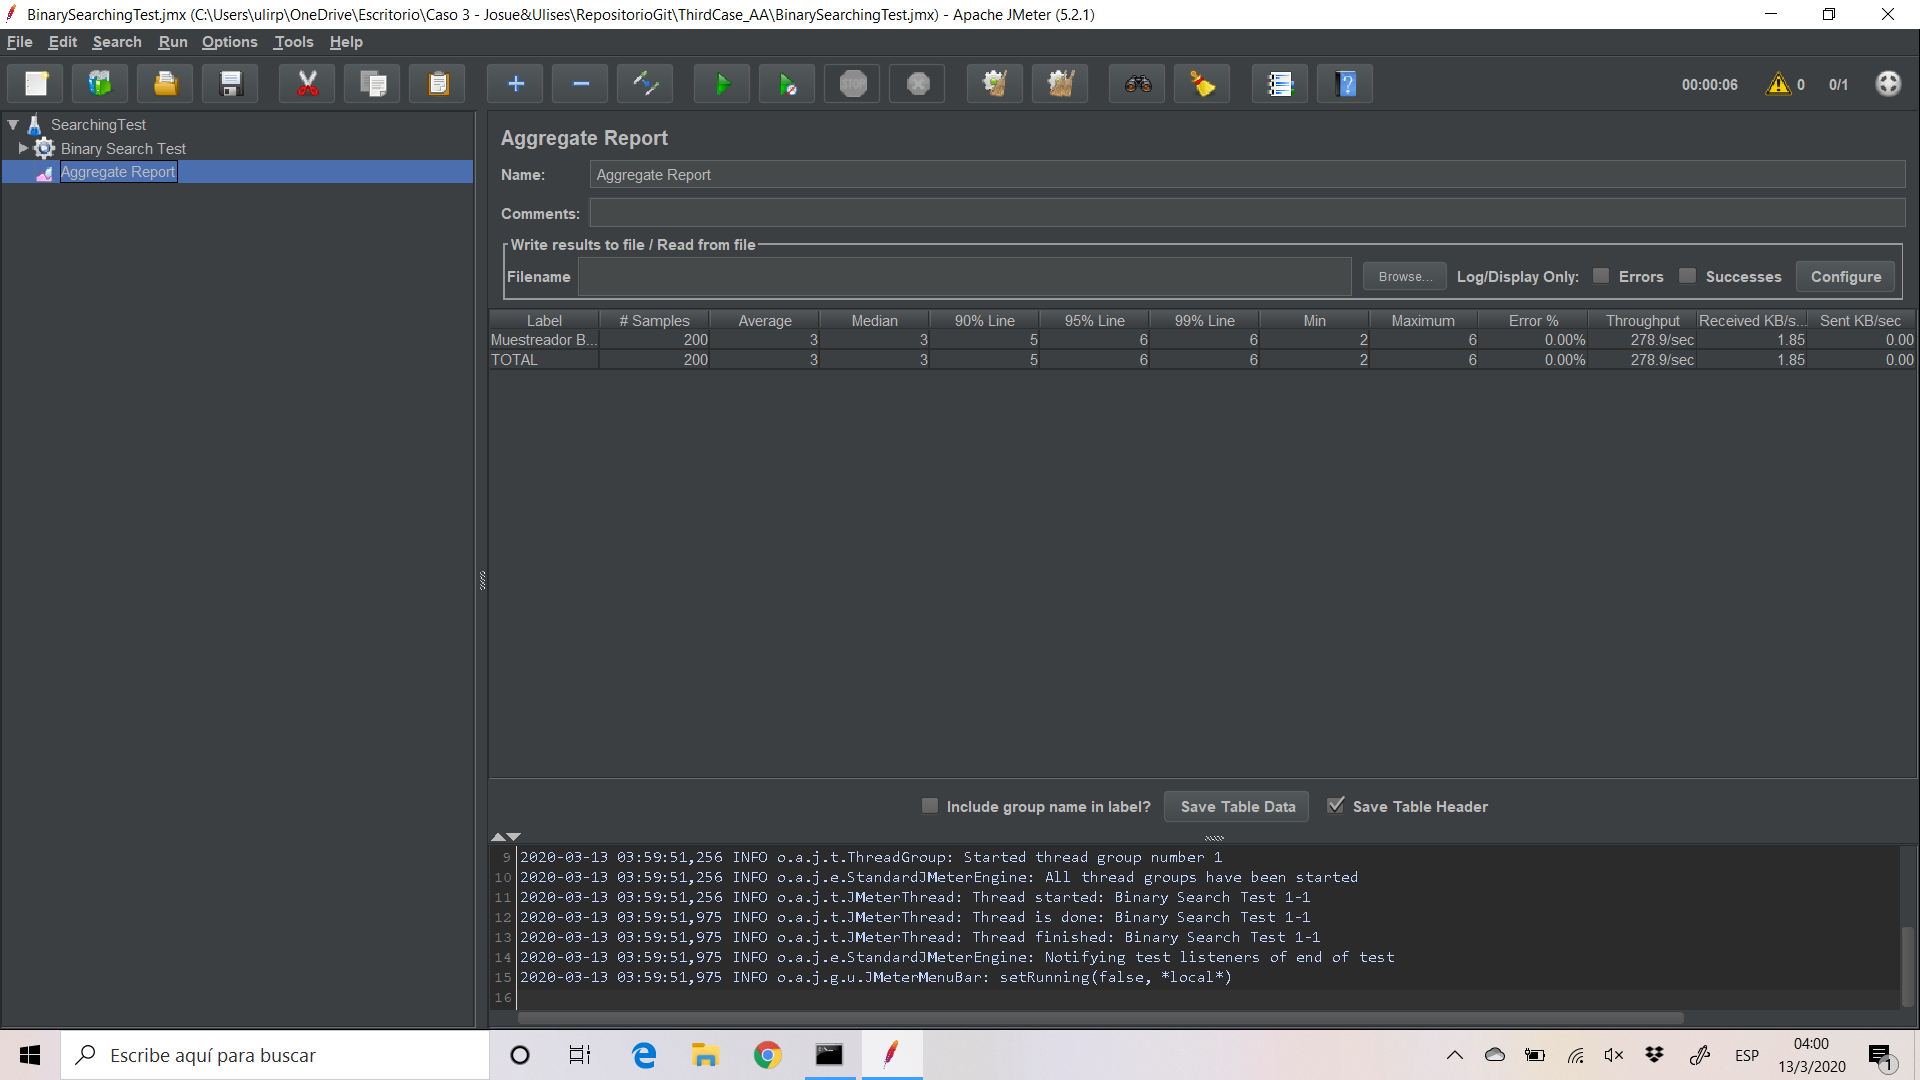 BinarySearchingTest.jmx (C:\Users\ulirp\OneDrive\Escritorio\Caso 3 - Josue&Ulises\RepositorioGit\ThirdCase_AA\BinarySearchingTest.jmx) - Apache JMeter (5.2.1)
File Edit Search Run Options Tools Help
STOP 00:00:06 0 0/1
SearchingTest
Binary Search Test
Aggregate Report
Aggregate Report
Name: Aggregate Report
Comments:
Write results to file / Read from file
Filename Browse... Log/Display Only: Errors Successes Configure
Label # Samples Average Median 90% Line 95% Line 99% Line Min Maximum Error % Throughput Received KB/s... Sent KB/sec
Muestreador B... 200 3 3 5 6 6 2 6 0.00% 278.9/sec 1.85 0.00
TOTAL 200 3 3 5 6 6 2 6 0.00% 278.9/sec 1.85 0.00
Include group name in label? Save Table Data Save Table Header
9 2020-03-13 03:59:51,256 INFO o.a.j.t.ThreadGroup: Started thread group number 1
10 2020-03-13 03:59:51,256 INFO o.a.j.e.StandardJMeterEngine: All thread groups have been started
11 2020-03-13 03:59:51,256 INFO o.a.j.t.JMeterThread: Thread started: Binary Search Test 1-1
12 2020-03-13 03:59:51,975 INFO o.a.j.t.JMeterThread: Thread is done: Binary Search Test 1-1
13 2020-03-13 03:59:51,975 INFO o.a.j.t.JMeterThread: Thread finished: Binary Search Test 1-1
14 2020-03-13 03:59:51,975 INFO o.a.j.e.StandardJMeterEngine: Notifying test listeners of end of test
15 2020-03-13 03:59:51,975 INFO o.a.j.g.u.JMeterMenuBar: setRunning(false, *local*)
16
Escribe aquí para buscar
ESP
04:00
13/3/2020
1